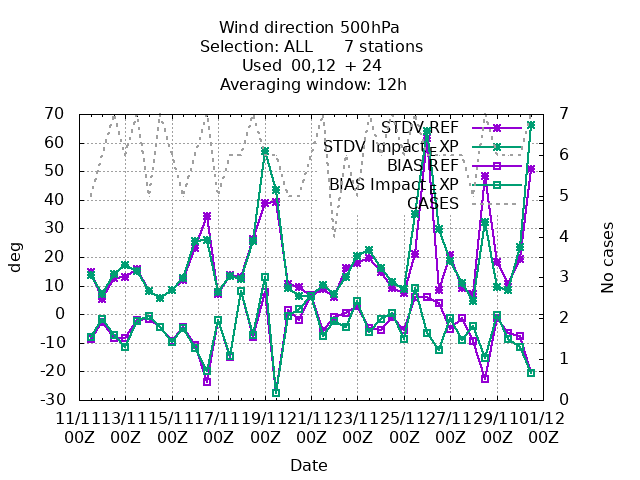 Wind direction 500hPa
Selection: ALL 7 stations
Used 00,12 + 24
Averaging window: 12h
STDV REF
STDV Impact_XP
BIAS REF
BIAS Impact_XP
CASES
deg
70
60
50
40
30
20
10
0
-10
-20
-30
No cases
7
6
5
4
3
2
1
0
11/11 13/11 15/11 17/11 19/11 21/11 23/11 25/11 27/11 29/11 01/12
00Z 00Z 00Z 00Z 00Z 00Z 00Z 00Z 00Z 00Z 00Z
Date